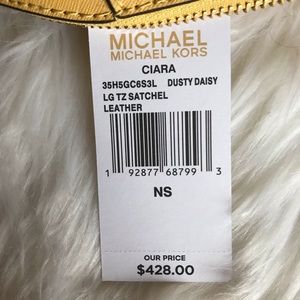 MICHAEL
MICHAEL KORS
CIARA
35H5GC6S3L DUSTY DAISY
LG TZ SATCHEL
LEATHER
1 92877 68799 3
NS
OUR PRICE
$428.00